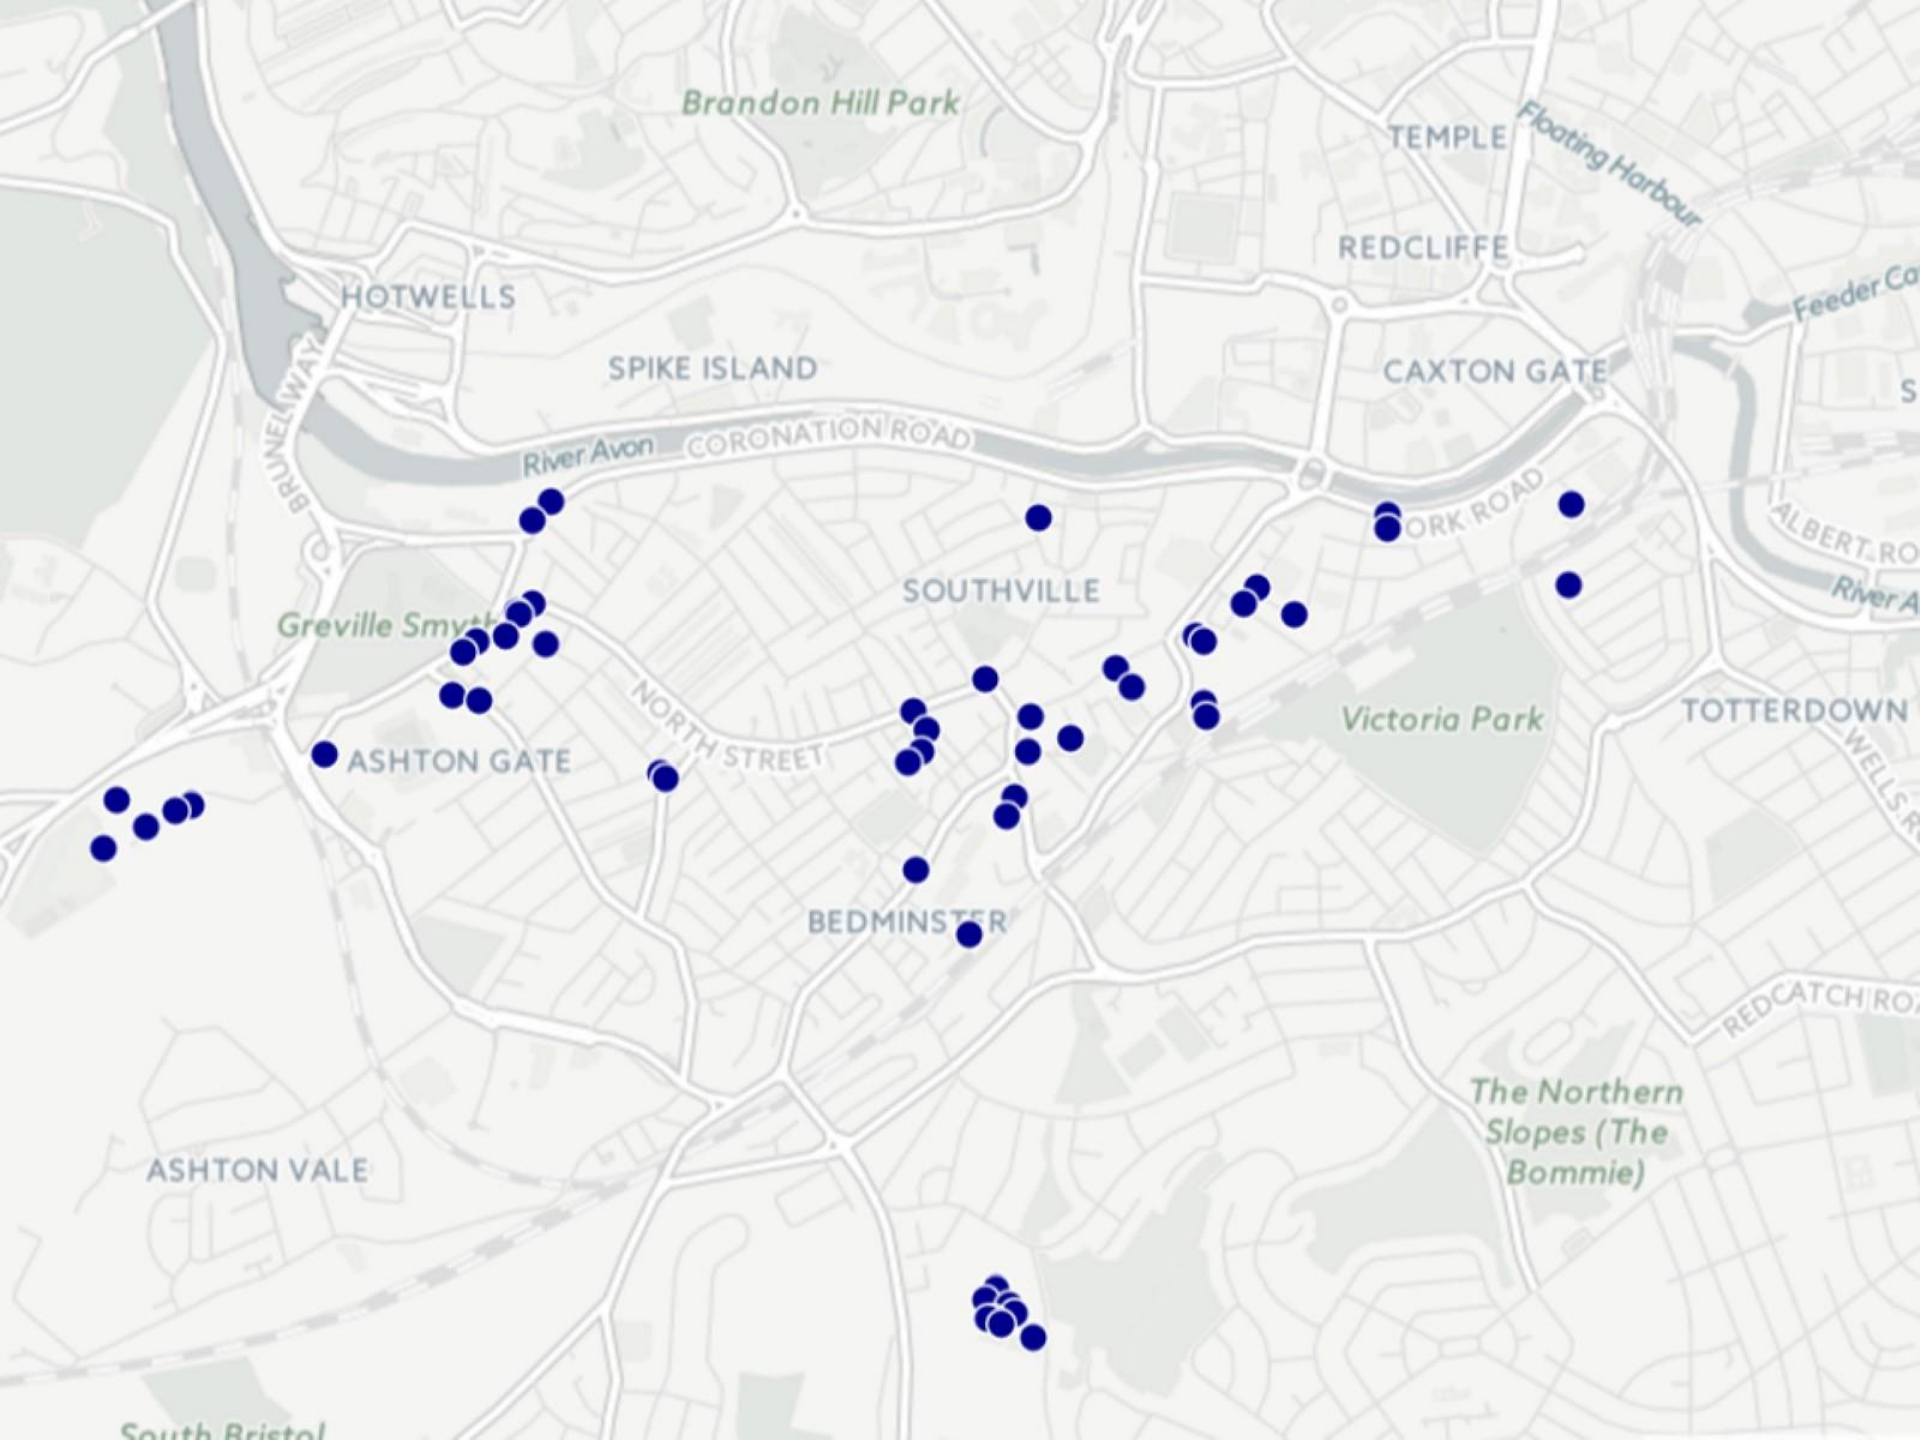 Brandon Hill Park
Floating Harbour
TEMPLE
REDCLIFFE
Feeder Ca
HOTWELLS
SPIKE ISLAND
CAXTON GATE
S
BRUNEL WAY
River Avon
CORONATION ROAD
ORK ROAD
ALBERT RO
River A
SOUTHVILLE
Greville Smyth
NORTH STREET
Victoria Park
TOTTERDOWN
WELLS R
ASHTON GATE
BEDMINSTER
REDCATCH ROA
The Northern
Slopes (The
Bommie)
ASHTON VALE
South Bristol